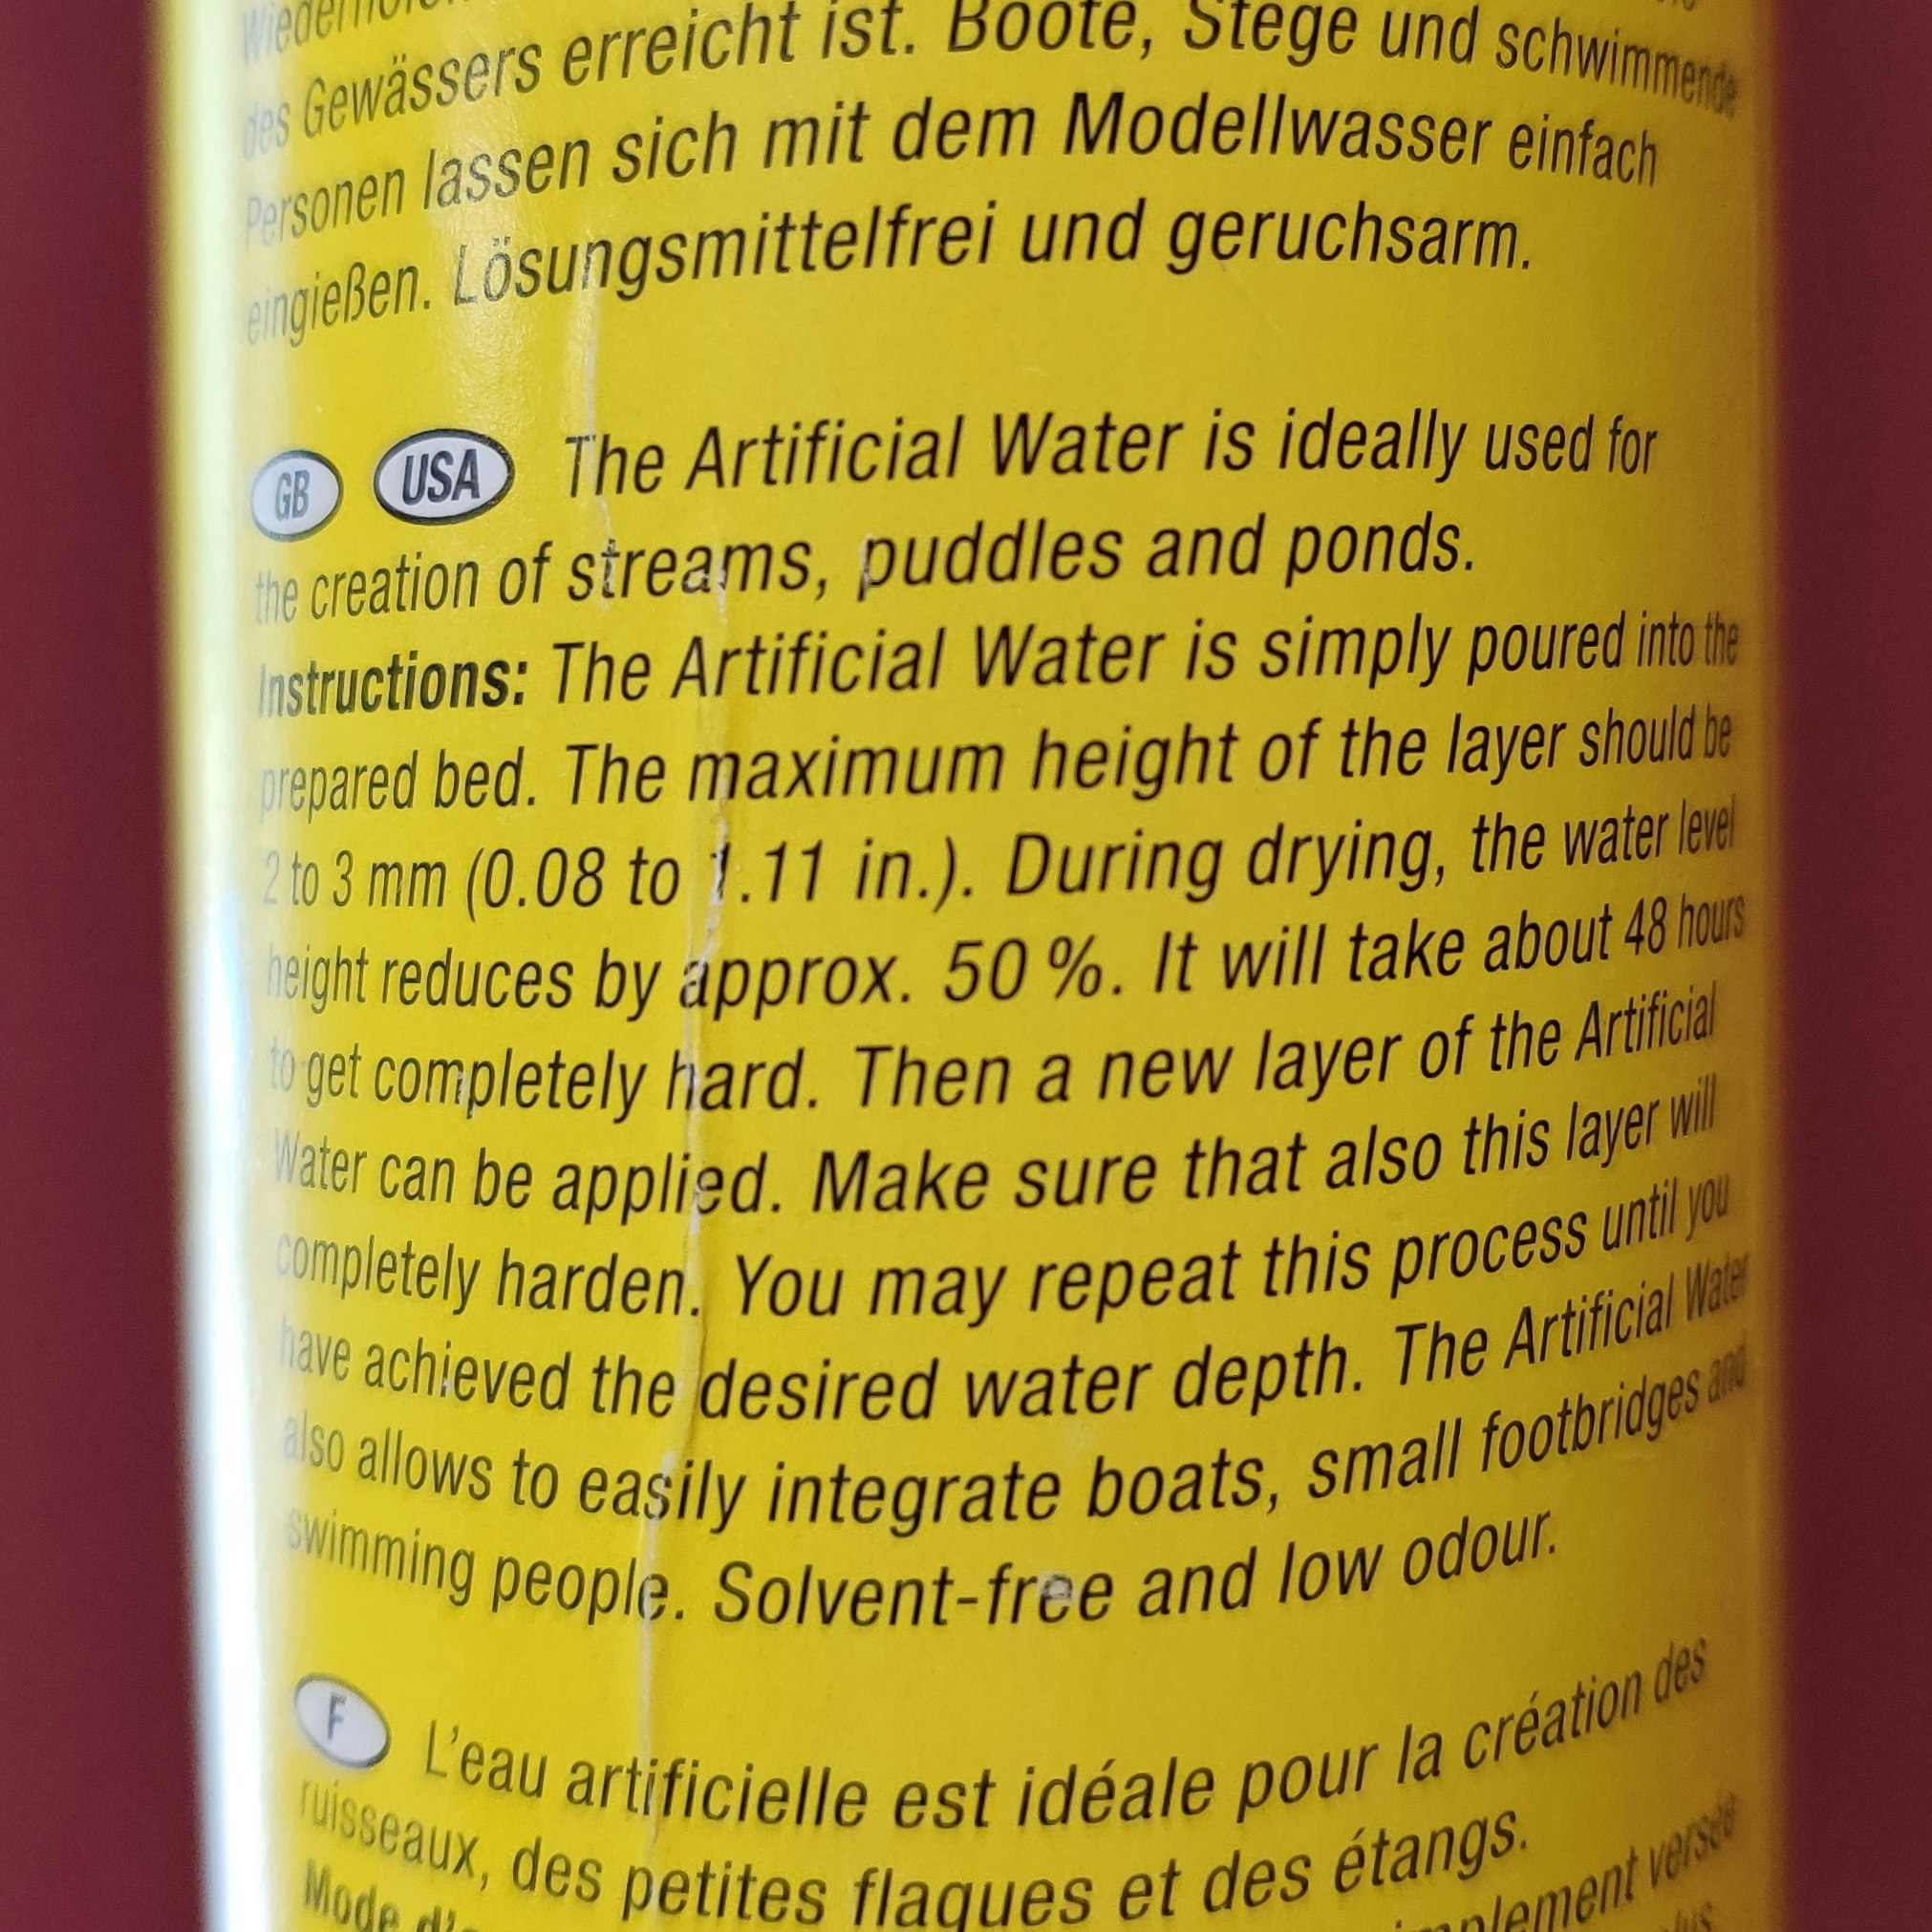 des Gewässers erreicht ist. Boote, Stege und schwimmende
Personen lassen sich mit dem Modellwasser einfach
eingießen. Lösungsmittelfrei und geruchsarm.
GB USA The Artificial Water is ideally used for
the creation of streams, puddles and ponds.
Instructions: The Artificial Water is simply poured into the
prepared bed. The maximum height of the layer should be
2 to 3 mm (0.08 to 1.11 in.). During drying, the water level
height reduces by approx. 50 %. It will take about 48 hours
to get completely hard. Then a new layer of the Artificial
Water can be applied. Make sure that also this layer will
completely harden. You may repeat this process until you
have achieved the desired water depth. The Artificial Water
also allows to easily integrate boats, small footbridges and
swimming people. Solvent-free and low odour.
F L'eau artificielle est idéale pour la création des
ruisseaux, des petites flaques et des étangs.
Mode